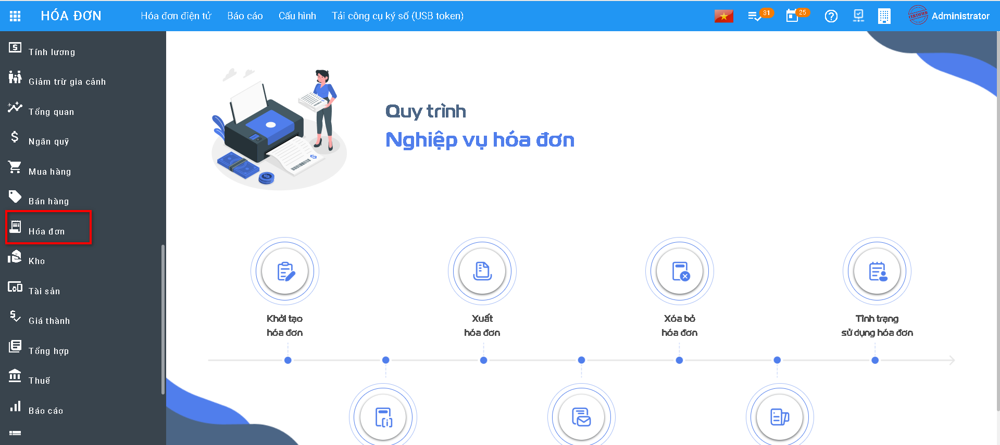 HÓA ĐƠN
Hóa đơn điện tử
Báo cáo
Cấu hình
Tải công cụ ký số (USB token)
31
25
CERTIFIED
Administrator
Tính lương
Giảm trừ gia cảnh
Tổng quan
Ngân quỹ
Mua hàng
Bán hàng
Hóa đơn
Kho
Tài sản
Giá thành
Tổng hợp
Thuế
Báo cáo
Quy trình
Nghiệp vụ hóa đơn
Khởi tạo
hóa đơn
Xuất
hóa đơn
Xóa bỏ
hóa đơn
Tình trạng
sử dụng hóa đơn